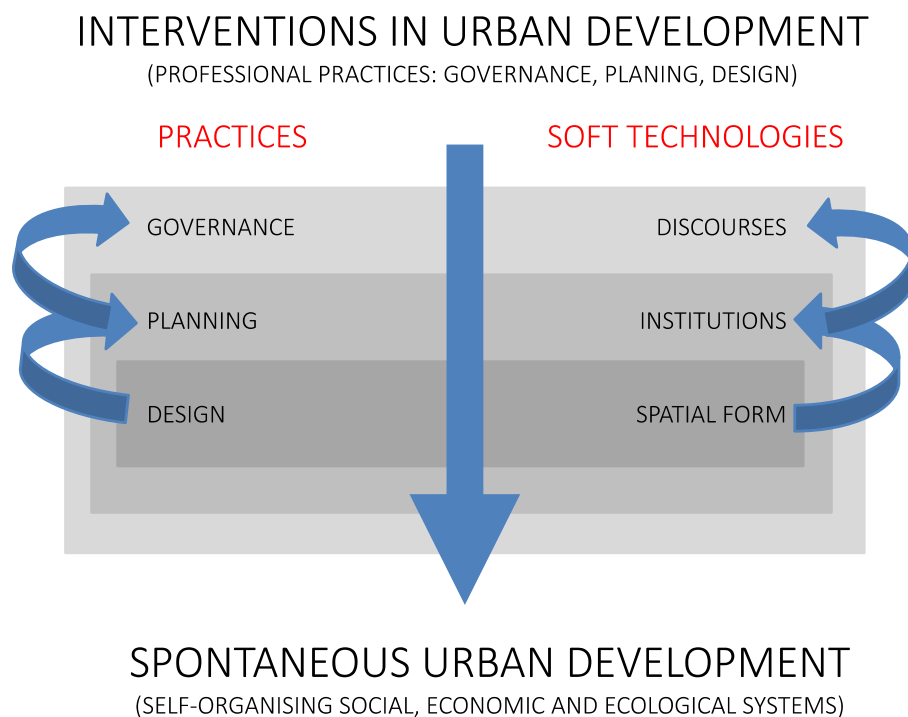 INTERVENTIONS IN URBAN DEVELOPMENT
(PROFESSIONAL PRACTICES: GOVERNANCE, PLANING, DESIGN)
PRACTICES SOFT TECHNOLOGIES
GOVERNANCE DISCOURSES
PLANNING INSTITUTIONS
DESIGN SPATIAL FORM
SPONTANEOUS URBAN DEVELOPMENT
(SELF-ORGANISING SOCIAL, ECONOMIC AND ECOLOGICAL SYSTEMS)